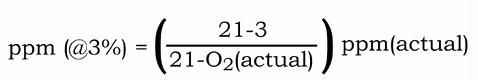 ppm (@3%) = ( 21-3 / 21-O₂(actual) ) ppm(actual)